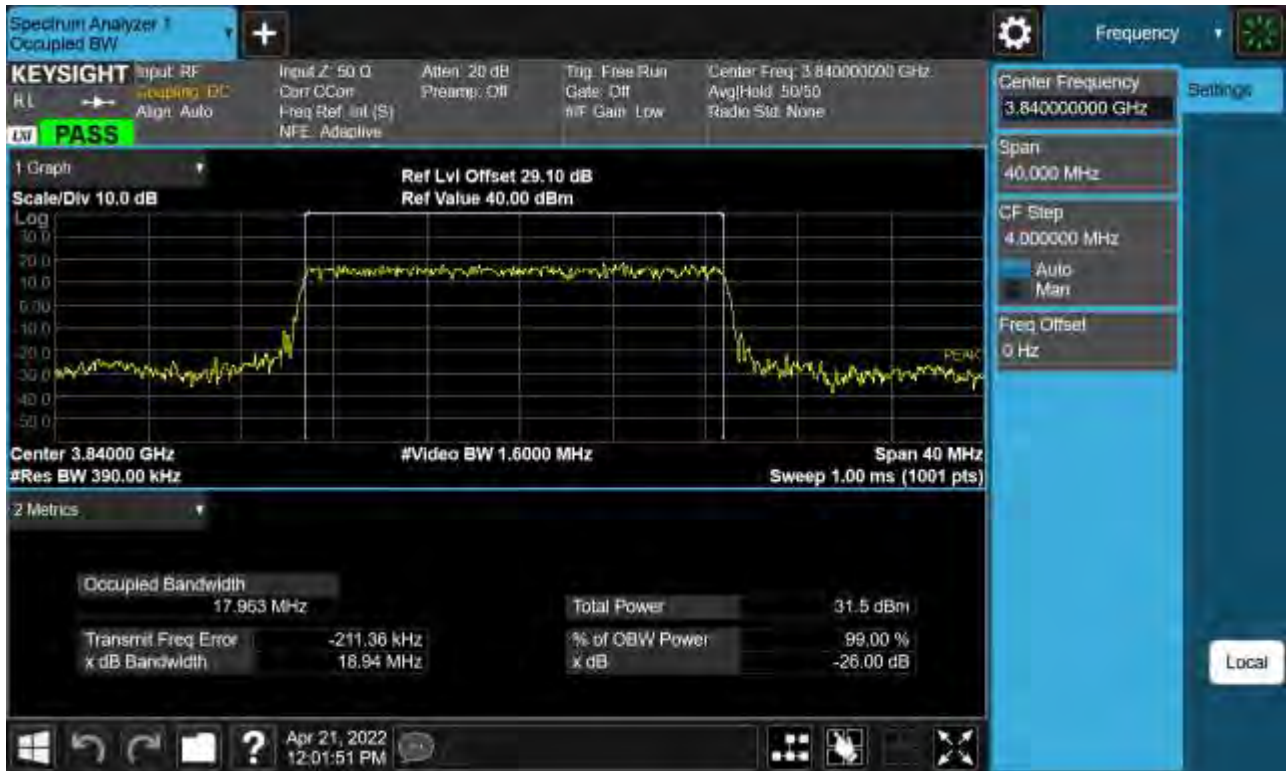 Spectrum Analyzer 1
Occupied BW
Frequency
KEYSIGHT
Input: RF
Coupling: DC
Align: Auto
Input Z: 50 Ω
Corr CCorr
Freq Ref: Int (S)
NFE: Adaptive
Atten: 20 dB
Preamp: Off
Trig: Free Run
Gate: Off
#IF Gain: Low
Center Freq: 3.840000000 GHz
Avg|Hold: 50/50
Radio Std: None
RL
LXI
PASS
Center Frequency
3.840000000 GHz
Settings
Span
40.000 MHz
CF Step
4.000000 MHz
Auto
Man
Freq Offset
0 Hz
1 Graph
Scale/Div 10.0 dB
Ref Lvl Offset 29.10 dB
Ref Value 40.00 dBm
Log
30.0
20.0
10.0
0.00
-10.0
-20.0
-30.0
-40.0
-50.0
PEAK
Center 3.84000 GHz
#Res BW 390.00 kHz
#Video BW 1.6000 MHz
Span 40 MHz
Sweep 1.00 ms (1001 pts)
2 Metrics
Occupied Bandwidth
17.963 MHz
Total Power 31.5 dBm
Transmit Freq Error -211.36 kHz
% of OBW Power 99.00 %
x dB Bandwidth 18.94 MHz
x dB -26.00 dB
Local
?
Apr 21, 2022
12:01:51 PM